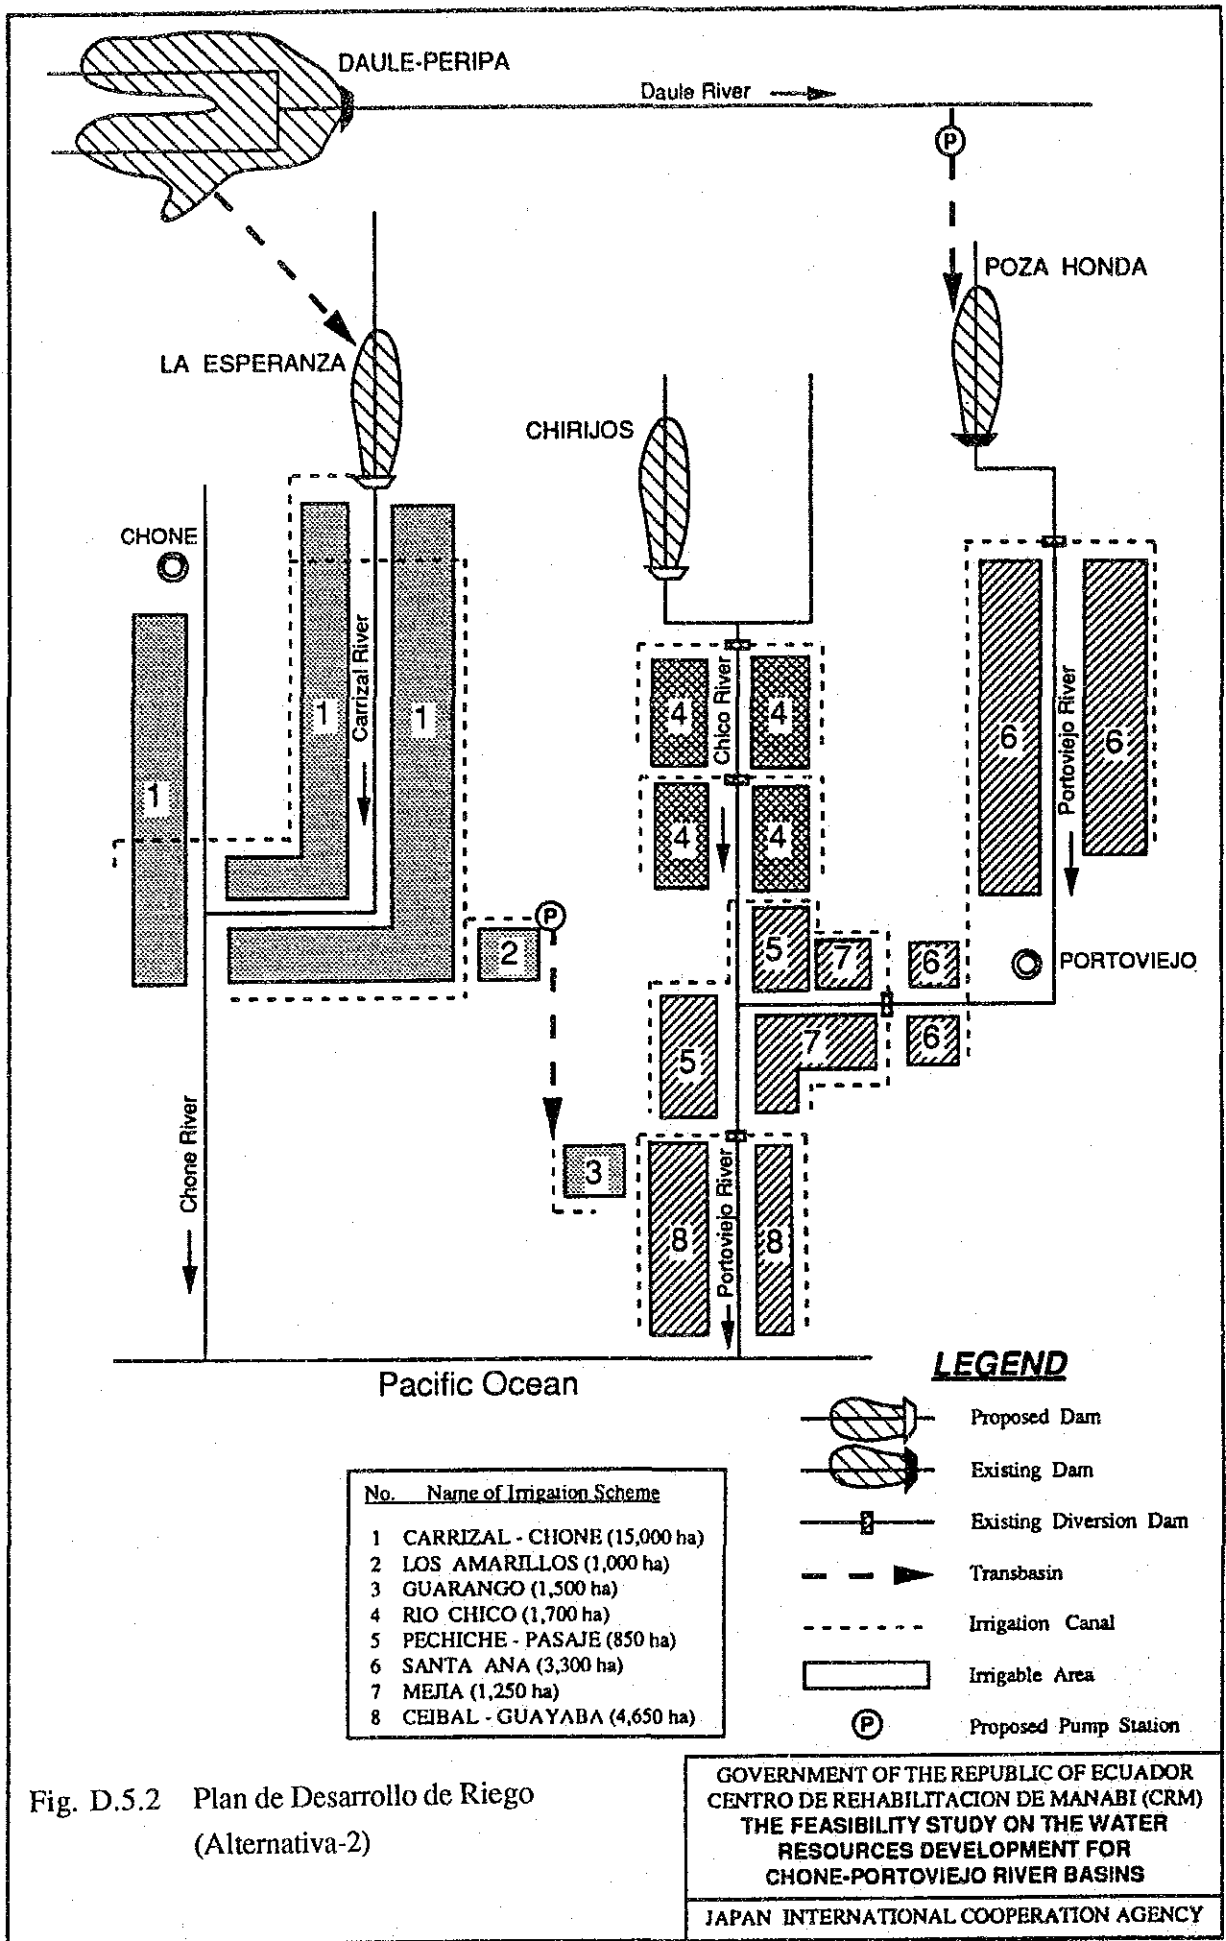 DAULE-PERIPA
Daule River
P
POZA HONDA
LA ESPERANZA
CHIRIJOS
CHONE
1
1
1
Carrizal River
4
4
Chico River
4
4
6
6
Portoviejo River
P
2
5
7
6
PORTOVIEJO
5
7
6
Chone River
3
8
Portoviejo River
8
Pacific Ocean
LEGEND
Proposed Dam
Existing Dam
Existing Diversion Dam
Transbasin
Irrigation Canal
Irrigable Area
P Proposed Pump Station
No. Name of Irrigation Scheme
1 CARRIZAL - CHONE (15,000 ha)
2 LOS AMARILLOS (1,000 ha)
3 GUARANGO (1,500 ha)
4 RIO CHICO (1,700 ha)
5 PECHICHE - PASAJE (850 ha)
6 SANTA ANA (3,300 ha)
7 MEJIA (1,250 ha)
8 CEIBAL - GUAYABA (4,650 ha)
Fig. D.5.2 Plan de Desarrollo de Riego
(Alternativa-2)
GOVERNMENT OF THE REPUBLIC OF ECUADOR
CENTRO DE REHABILITACION DE MANABI (CRM)
THE FEASIBILITY STUDY ON THE WATER
RESOURCES DEVELOPMENT FOR
CHONE-PORTOVIEJO RIVER BASINS
JAPAN INTERNATIONAL COOPERATION AGENCY